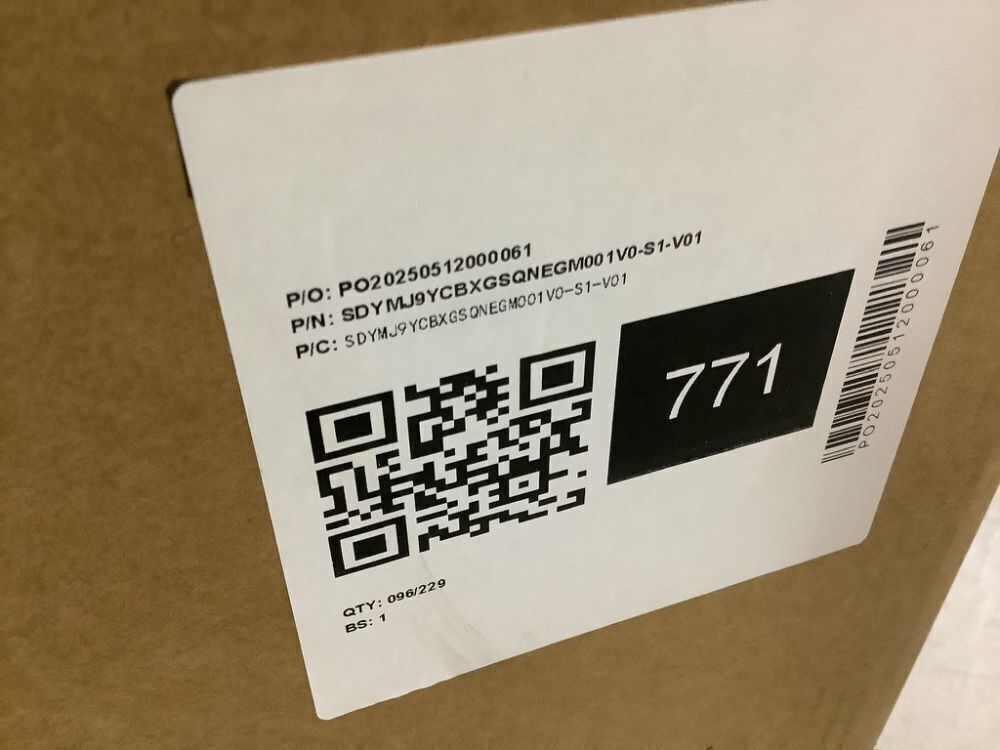 P/O: PO20250512000061
P/N: SDYMJ9YCBXGSQNEGM001V0-S1-V01
P/C: SDYMJ9YCBXGSQNEGM001V0-S1-V01
771
PO20250512000061
QTY: 096/229
BS: 1